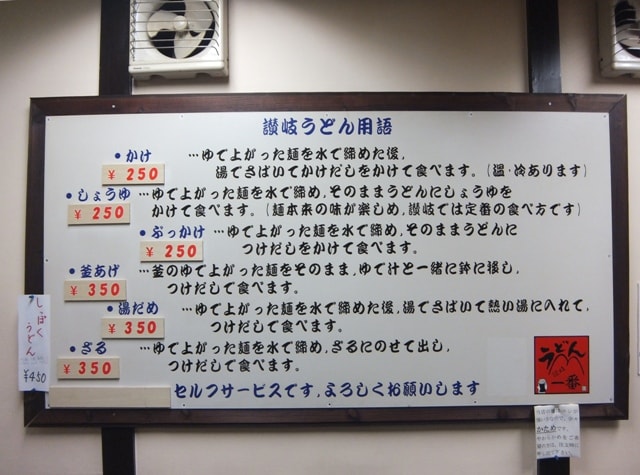 讃岐うどん用語
●かけ …ゆで上がった麺を水で締めた後,
¥250 湯でさばいてかけだしをかけて食べます。(温・冷あります)
●しょうゆ …ゆで上がった麺を水で締め,そのままうどんにしょうゆを
¥250 かけて食べます。(麺本来の味が楽しめ,讃岐では定番の食べ方です)
●ぶっかけ …ゆで上がった麺を水で締め,そのままうどんに
¥250 つけだしをかけて食べます。
●釜あげ …釜のゆで上がった麺をそのまま,ゆで汁と一緒に鉢に移し,
¥350 つけだしで食べます。
●湯だめ …ゆで上がった麺を水で締めた後,湯でさばいて熱い湯に入れて,
¥350 つけだしで食べます。
●ざる …ゆで上がった麺を水で締め,ざるにのせて出し,
¥350 つけだしで食べます。
セルフサービスです,よろしくお願いします
しっぽくうどん
¥450
うどん
一番
かためです。